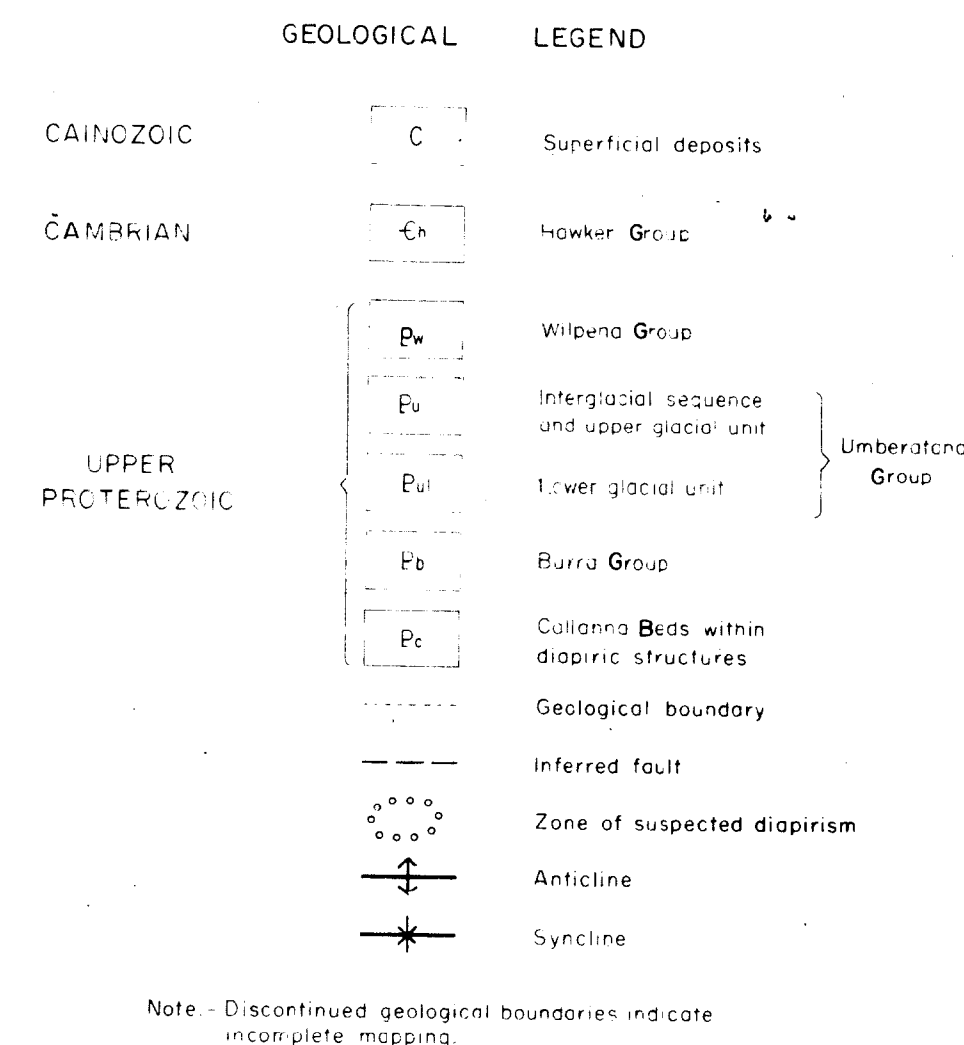 GEOLOGICAL LEGEND
CAINOZOIC C Superficial deposits
CAMBRIAN Єh Hawker Group
Pw Wilpena Group
Pu Interglacial sequence
and upper glacial unit
Umberatana
Group
UPPER
PROTEROZOIC
Pul Lower glacial unit
Pb Burra Group
Pc Callanna Beds within
diapiric structures
Geological boundary
Inferred fault
Zone of suspected diapirism
Anticline
Syncline
Note.- Discontinued geological boundaries indicate
incomplete mapping.